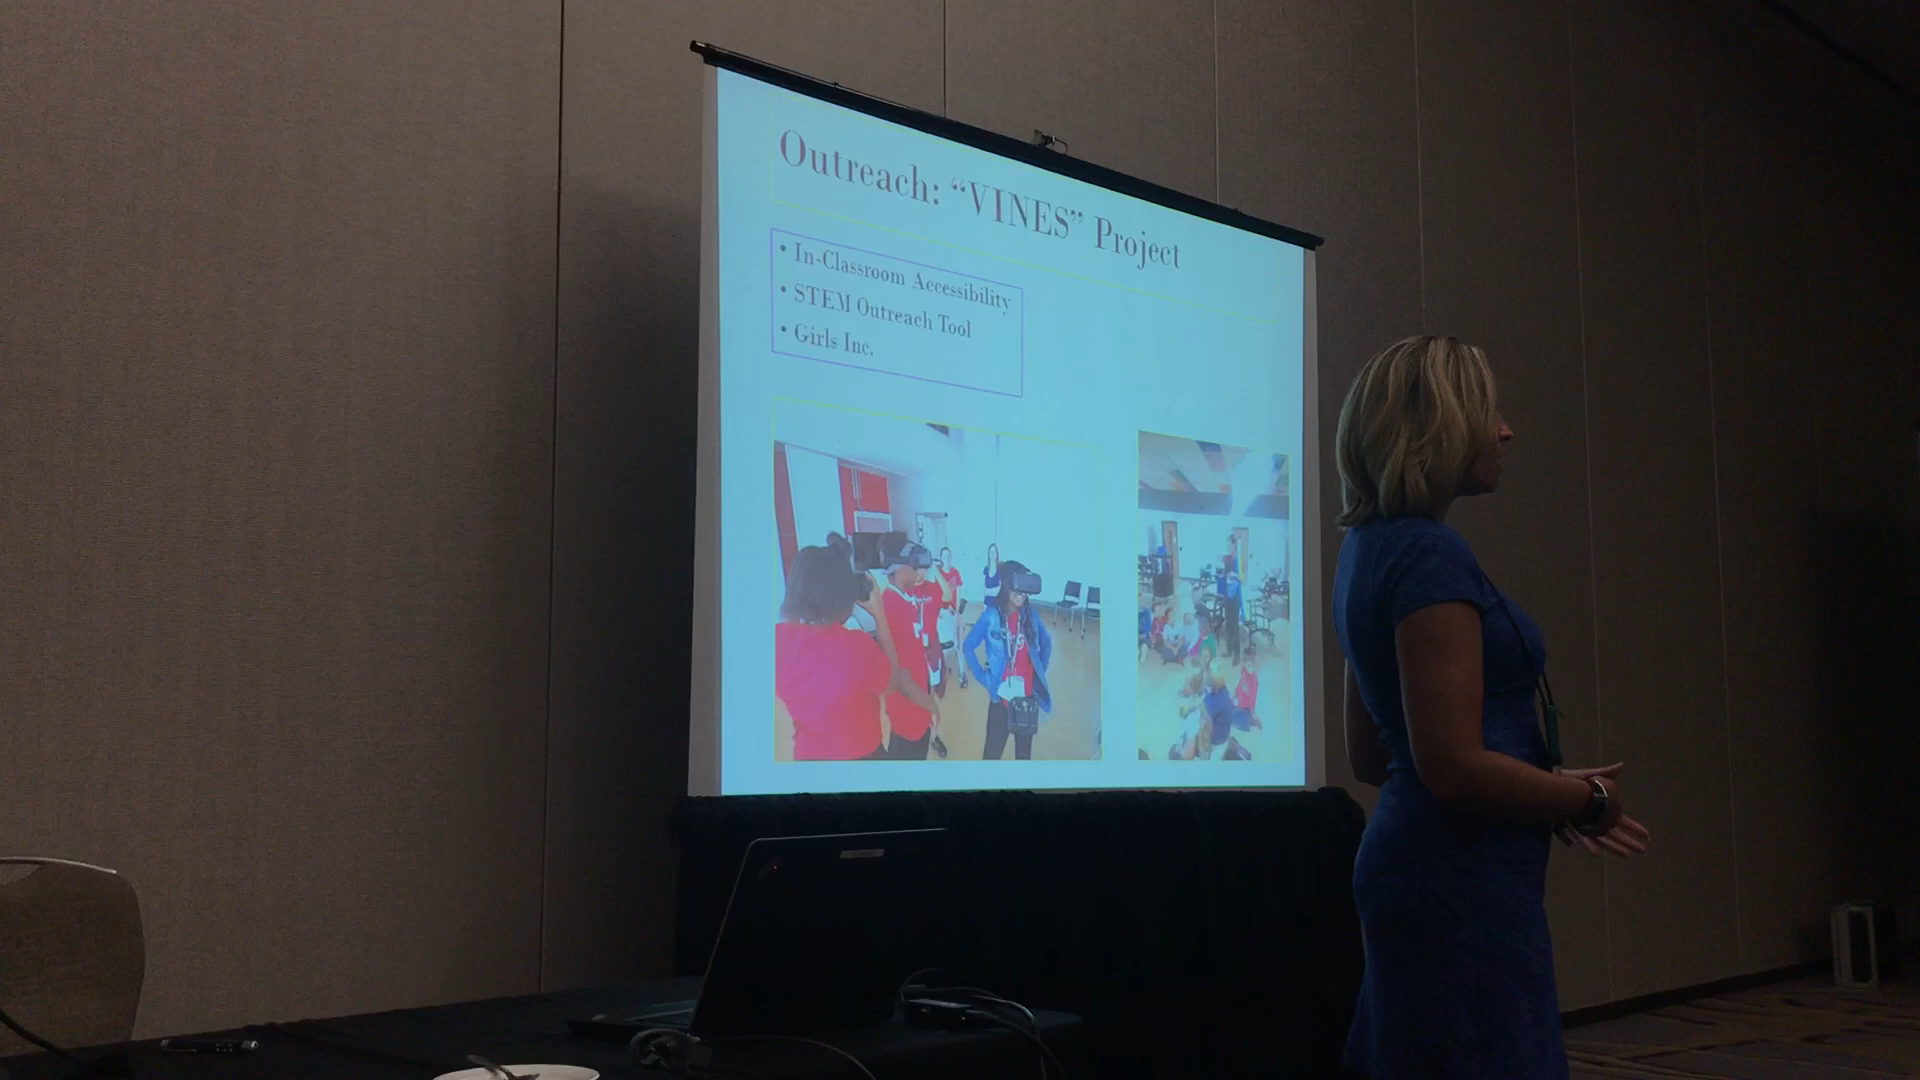 Outreach: “VINES” Project
• In-Classroom Accessibility
• STEM Outreach Tool
• Girls Inc.